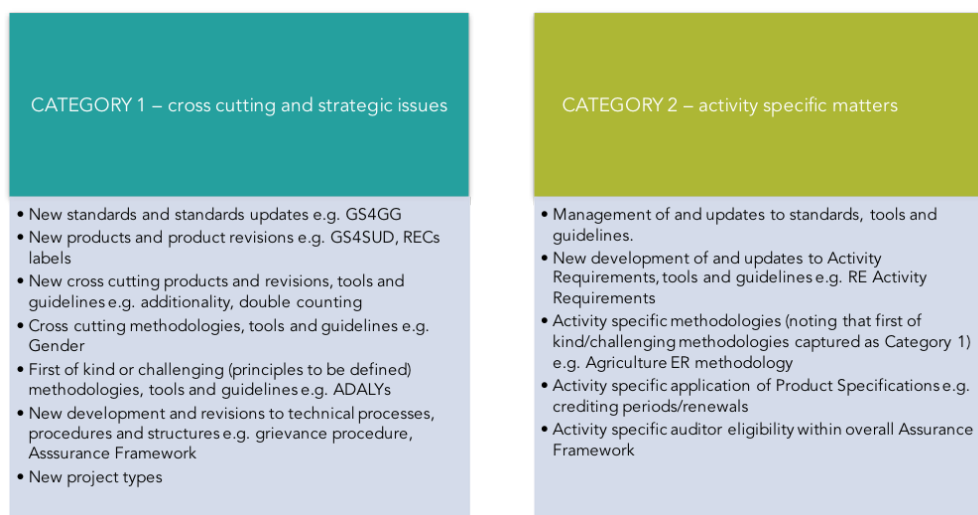 CATEGORY 1 – cross cutting and strategic issues
• New standards and standards updates e.g. GS4GG
• New products and product revisions e.g. GS4SUD, RECs
labels
• New cross cutting products and revisions, tools and
guidelines e.g. additionality, double counting
• Cross cutting methodologies, tools and guidelines e.g.
Gender
• First of kind or challenging (principles to be defined)
methodologies, tools and guidelines e.g. ADALYs
• New development and revisions to technical processes,
procedures and structures e.g. grievance procedure,
Asssurance Framework
• New project types
CATEGORY 2 – activity specific matters
• Management of and updates to standards, tools and
guidelines.
• New development of and updates to Activity
Requirements, tools and guidelines e.g. RE Activity
Requirements
• Activity specific methodologies (noting that first of
kind/challenging methodologies captured as Category 1)
e.g. Agriculture ER methodology
• Activity specific application of Product Specifications e.g.
crediting periods/renewals
• Activity specific auditor eligibility within overall Assurance
Framework